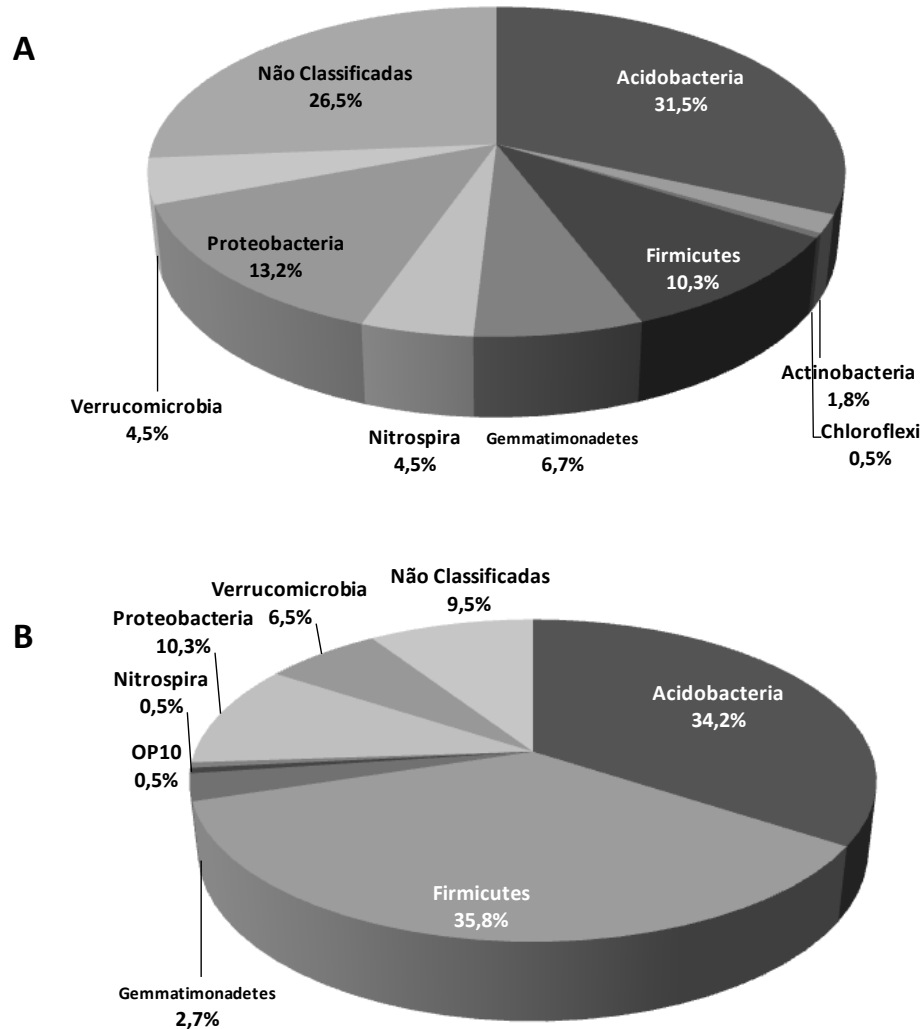 A
Não Classificadas
26,5%
Acidobacteria
31,5%
Proteobacteria
13,2%
Firmicutes
10,3%
Actinobacteria
1,8%
Chloroflexi
0,5%
Verrucomicrobia
4,5%
Nitrospira
4,5%
Gemmatimonadetes
6,7%
B
Não Classificadas
9,5%
Verrucomicrobia
6,5%
Proteobacteria
10,3%
Nitrospira
0,5%
OP10
0,5%
Acidobacteria
34,2%
Firmicutes
35,8%
Gemmatimonadetes
2,7%